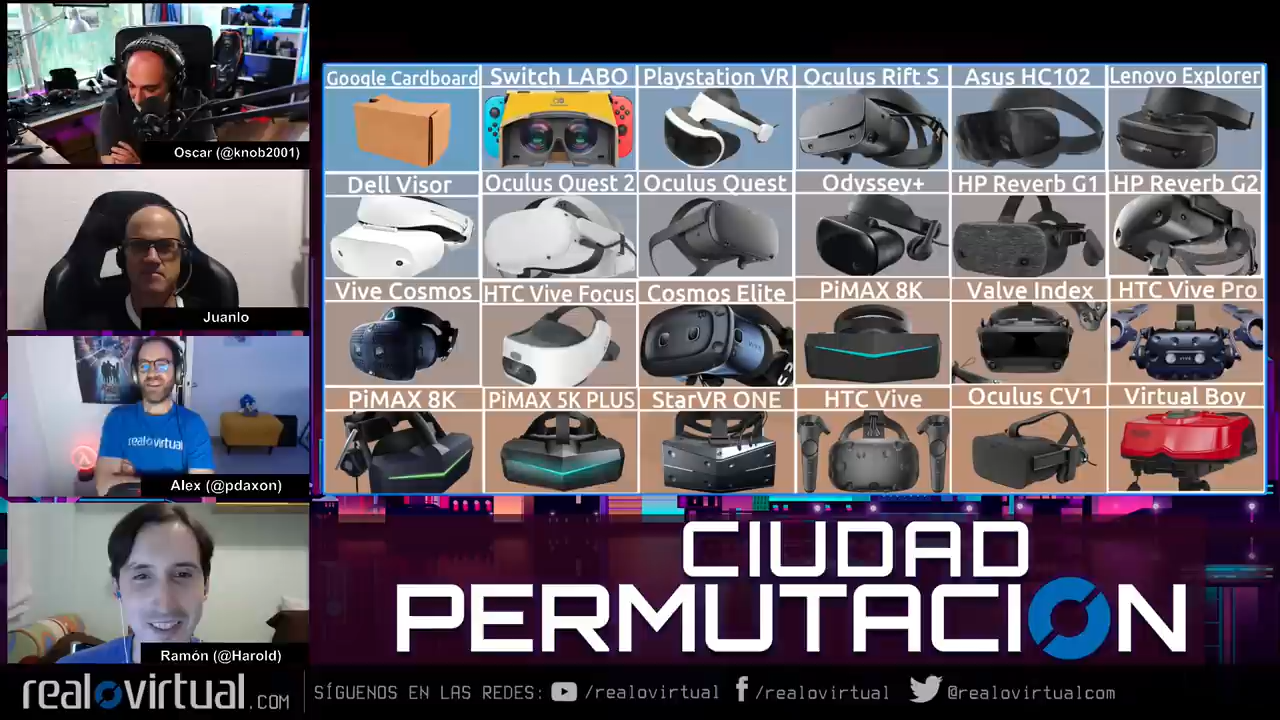 Oscar (@knob2001)
Juanlo
realovirtual
Alex (@pdaxon)
Ramón (@Harold)
Google Cardboard
Switch LABO
Playstation VR
Oculus Rift S
Asus HC102
Lenovo Explorer
Dell Visor
Oculus Quest 2
Oculus Quest
Odyssey+
HP Reverb G1
HP Reverb G2
Vive Cosmos
HTC Vive Focus
Cosmos Elite
PiMAX 8K
Valve Index
HTC Vive Pro
VIVE
VIVE
PiMAX 8K
PiMAX 5K PLUS
StarVR ONE
HTC Vive
Oculus CV1
Virtual Boy
CIUDAD
PERMUTACION
realovirtual.COM
SÍGUENOS EN LAS REDES: /realovirtual /realovirtual @realovirtualcom